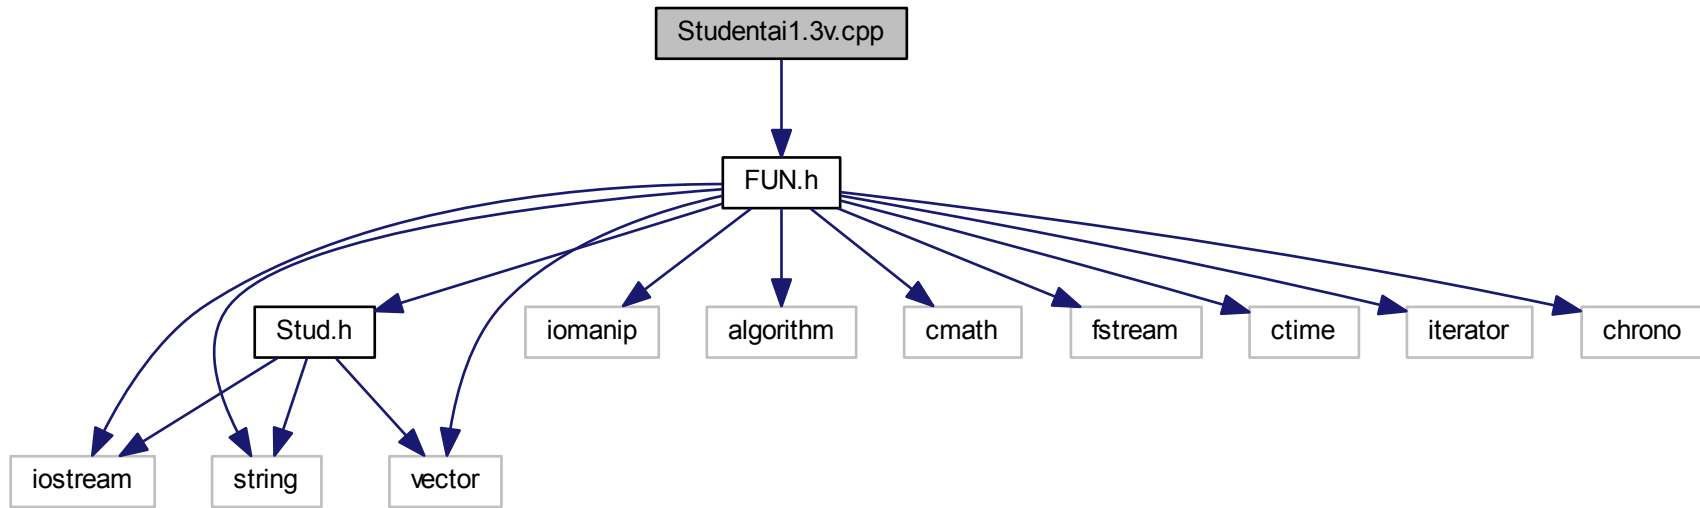 Studentai1.3v.cpp
FUN.h
Stud.h
iomanip
algorithm
cmath
fstream
ctime
iterator
chrono
iostream
string
vector